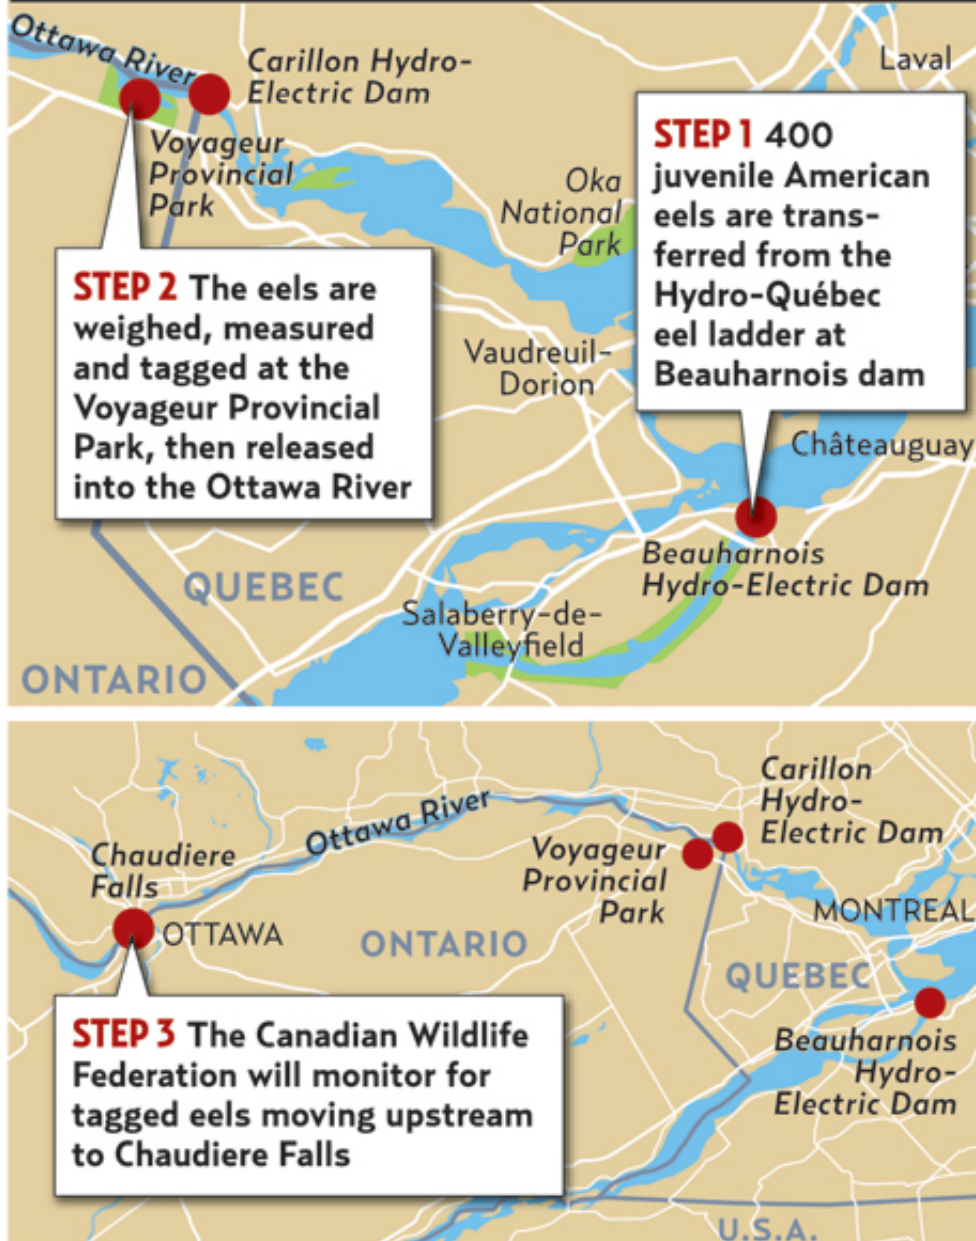 Ottawa River
Carillon Hydro-
Electric Dam
Laval
Voyageur
Provincial
Park
Oka
National
Park
STEP 1 400
juvenile American
eels are trans-
ferred from the
Hydro-Québec
eel ladder at
Beauharnois dam
STEP 2 The eels are
weighed, measured
and tagged at the
Voyageur Provincial
Park, then released
into the Ottawa River
Vaudreuil-
Dorion
Châteauguay
Beauharnois
Hydro-Electric Dam
QUEBEC
Salaberry-de-
Valleyfield
ONTARIO
Carillon
Hydro-
Electric Dam
Ottawa River
Chaudiere
Falls
Voyageur
Provincial
Park
MONTREAL
OTTAWA
ONTARIO
QUEBEC
STEP 3 The Canadian Wildlife
Federation will monitor for
tagged eels moving upstream
to Chaudiere Falls
Beauharnois
Hydro-
Electric Dam
U.S.A.